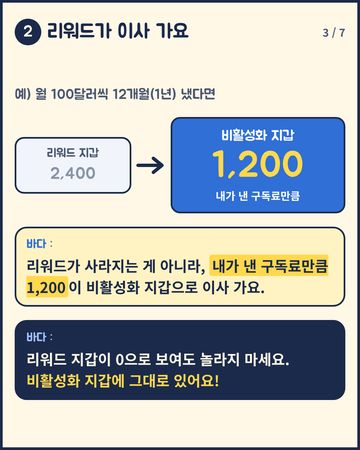 2 리워드가 이사 가요
3 / 7
예) 월 100달러씩 12개월(1년) 냈다면
리워드 지갑
2,400
비활성화 지갑
1,200
내가 낸 구독료만큼
바다 :
리워드가 사라지는 게 아니라, 내가 낸 구독료만큼
1,200이 비활성화 지갑으로 이사 가요.
바다 :
리워드 지갑이 0으로 보여도 놀라지 마세요.
비활성화 지갑에 그대로 있어요!